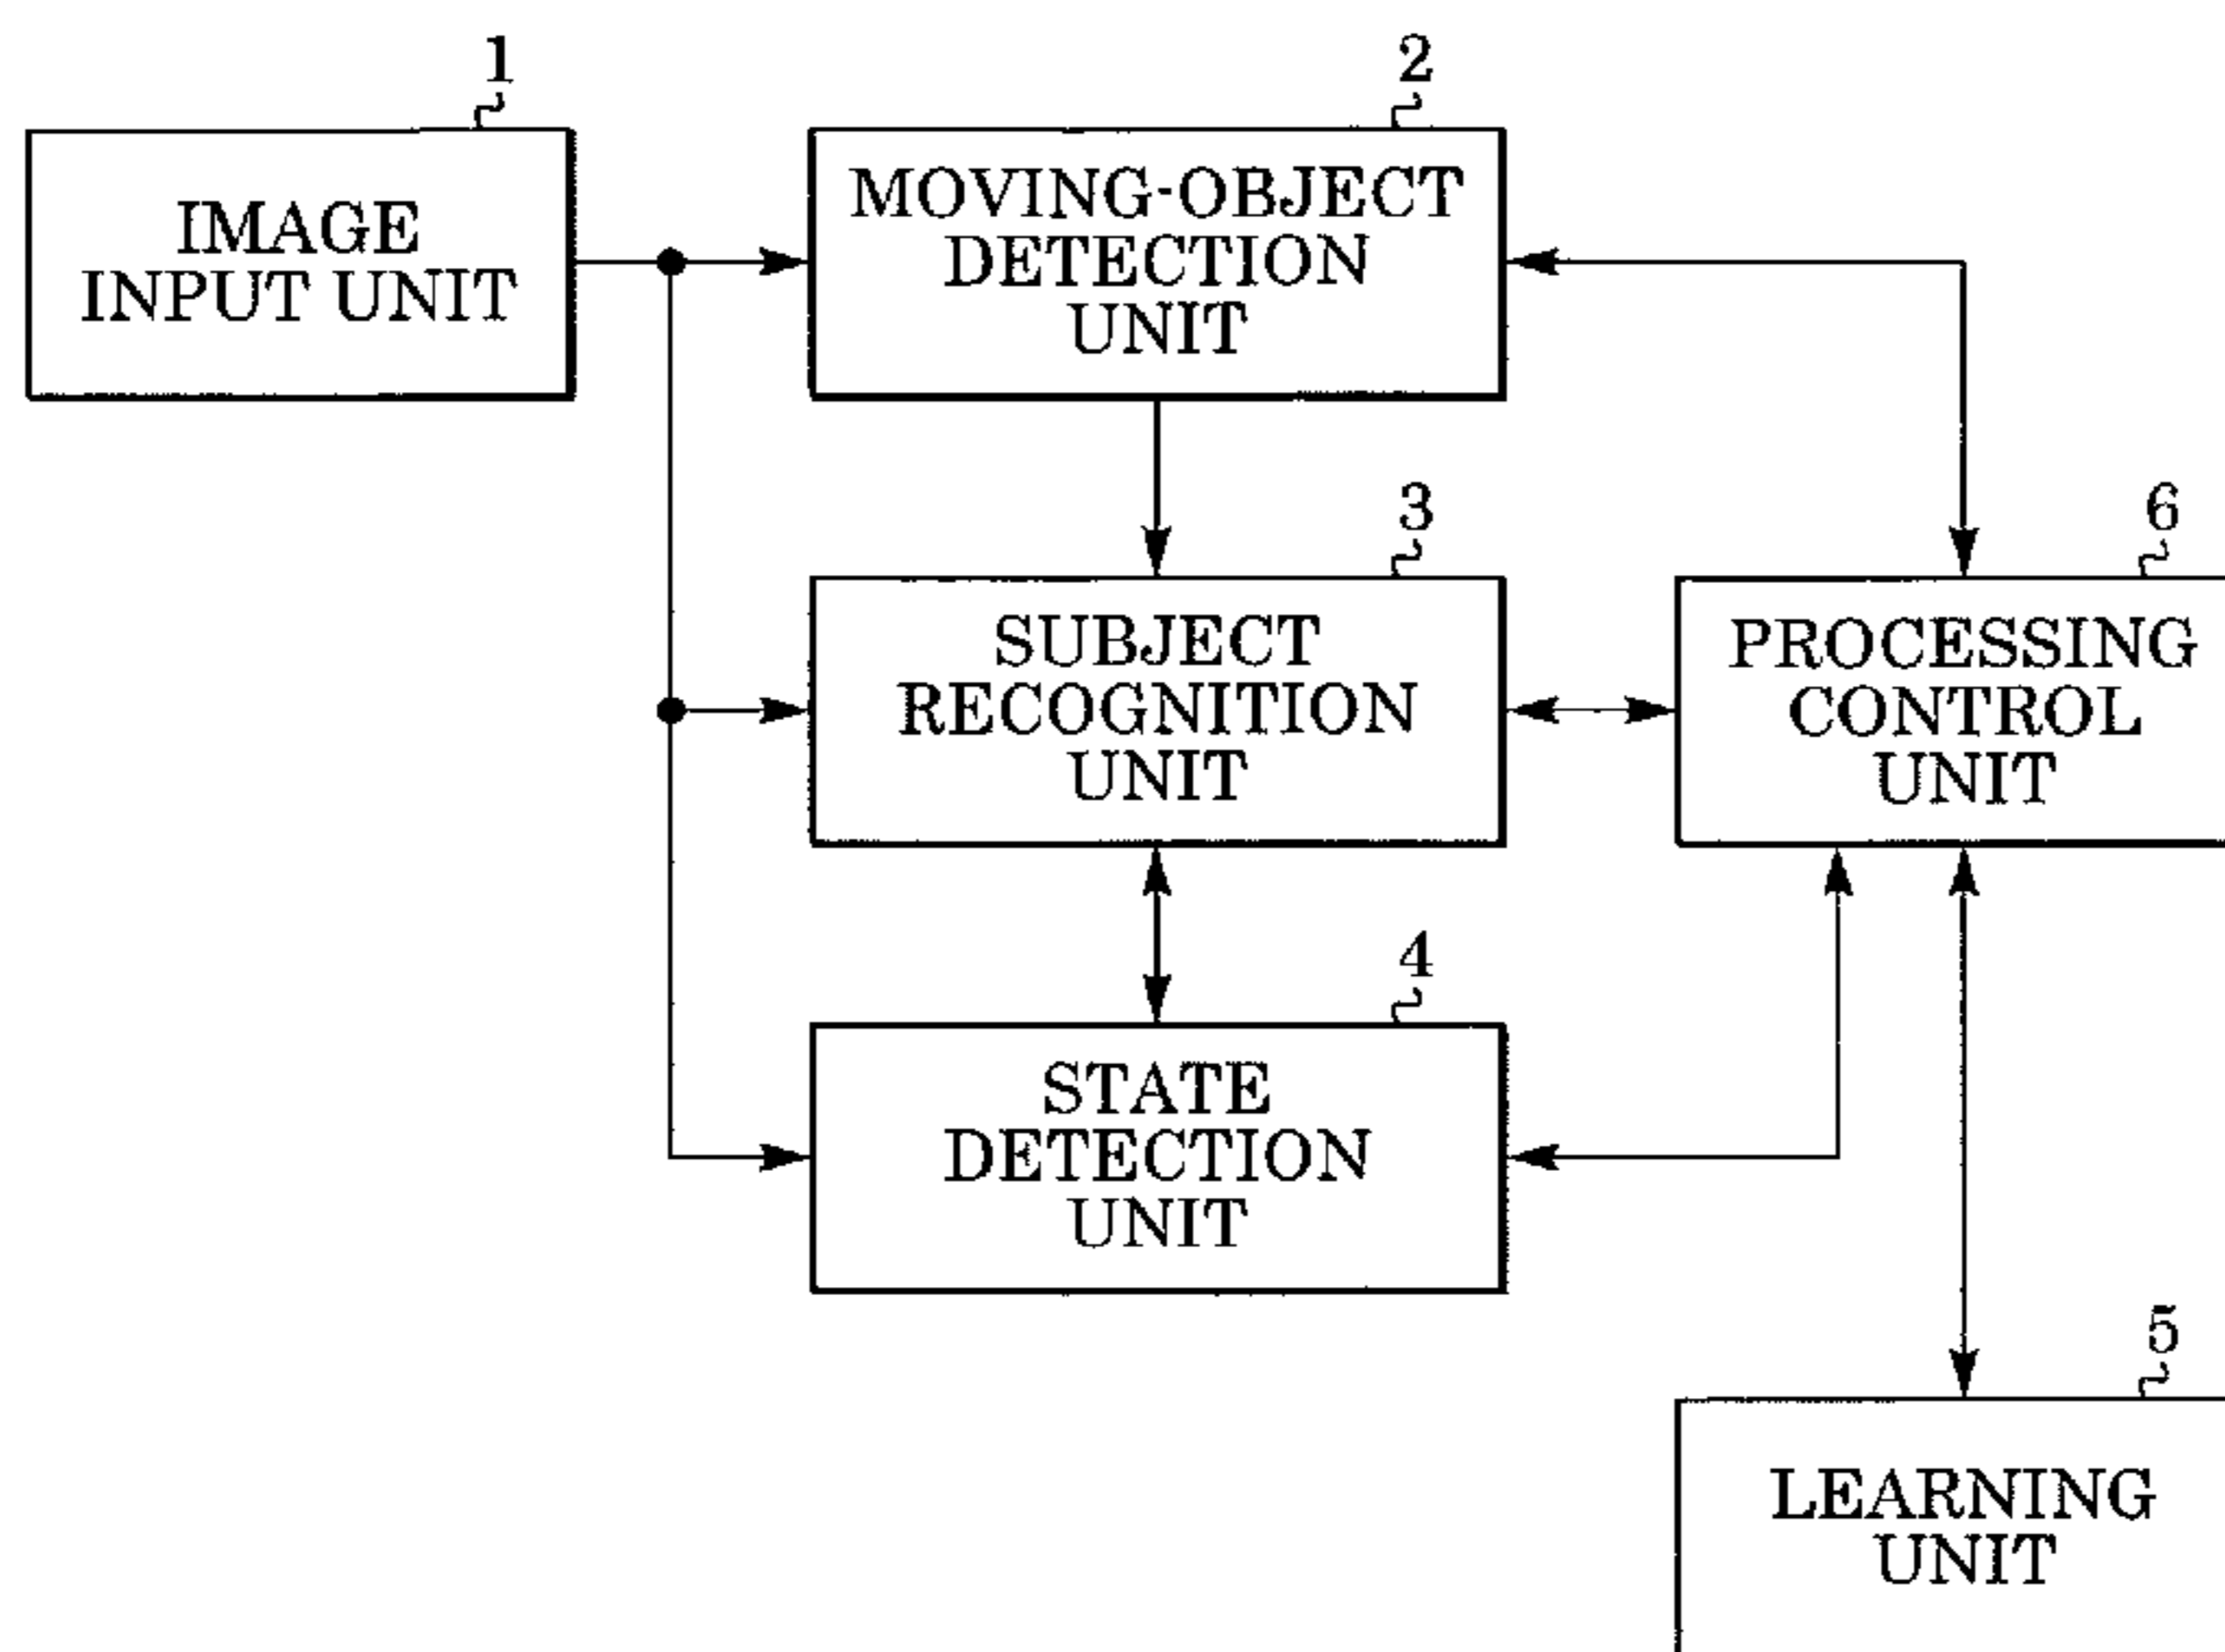 1
IMAGE
INPUT UNIT
2
MOVING-OBJECT
DETECTION
UNIT
3
SUBJECT
RECOGNITION
UNIT
6
PROCESSING
CONTROL
UNIT
4
STATE
DETECTION
UNIT
5
LEARNING
UNIT